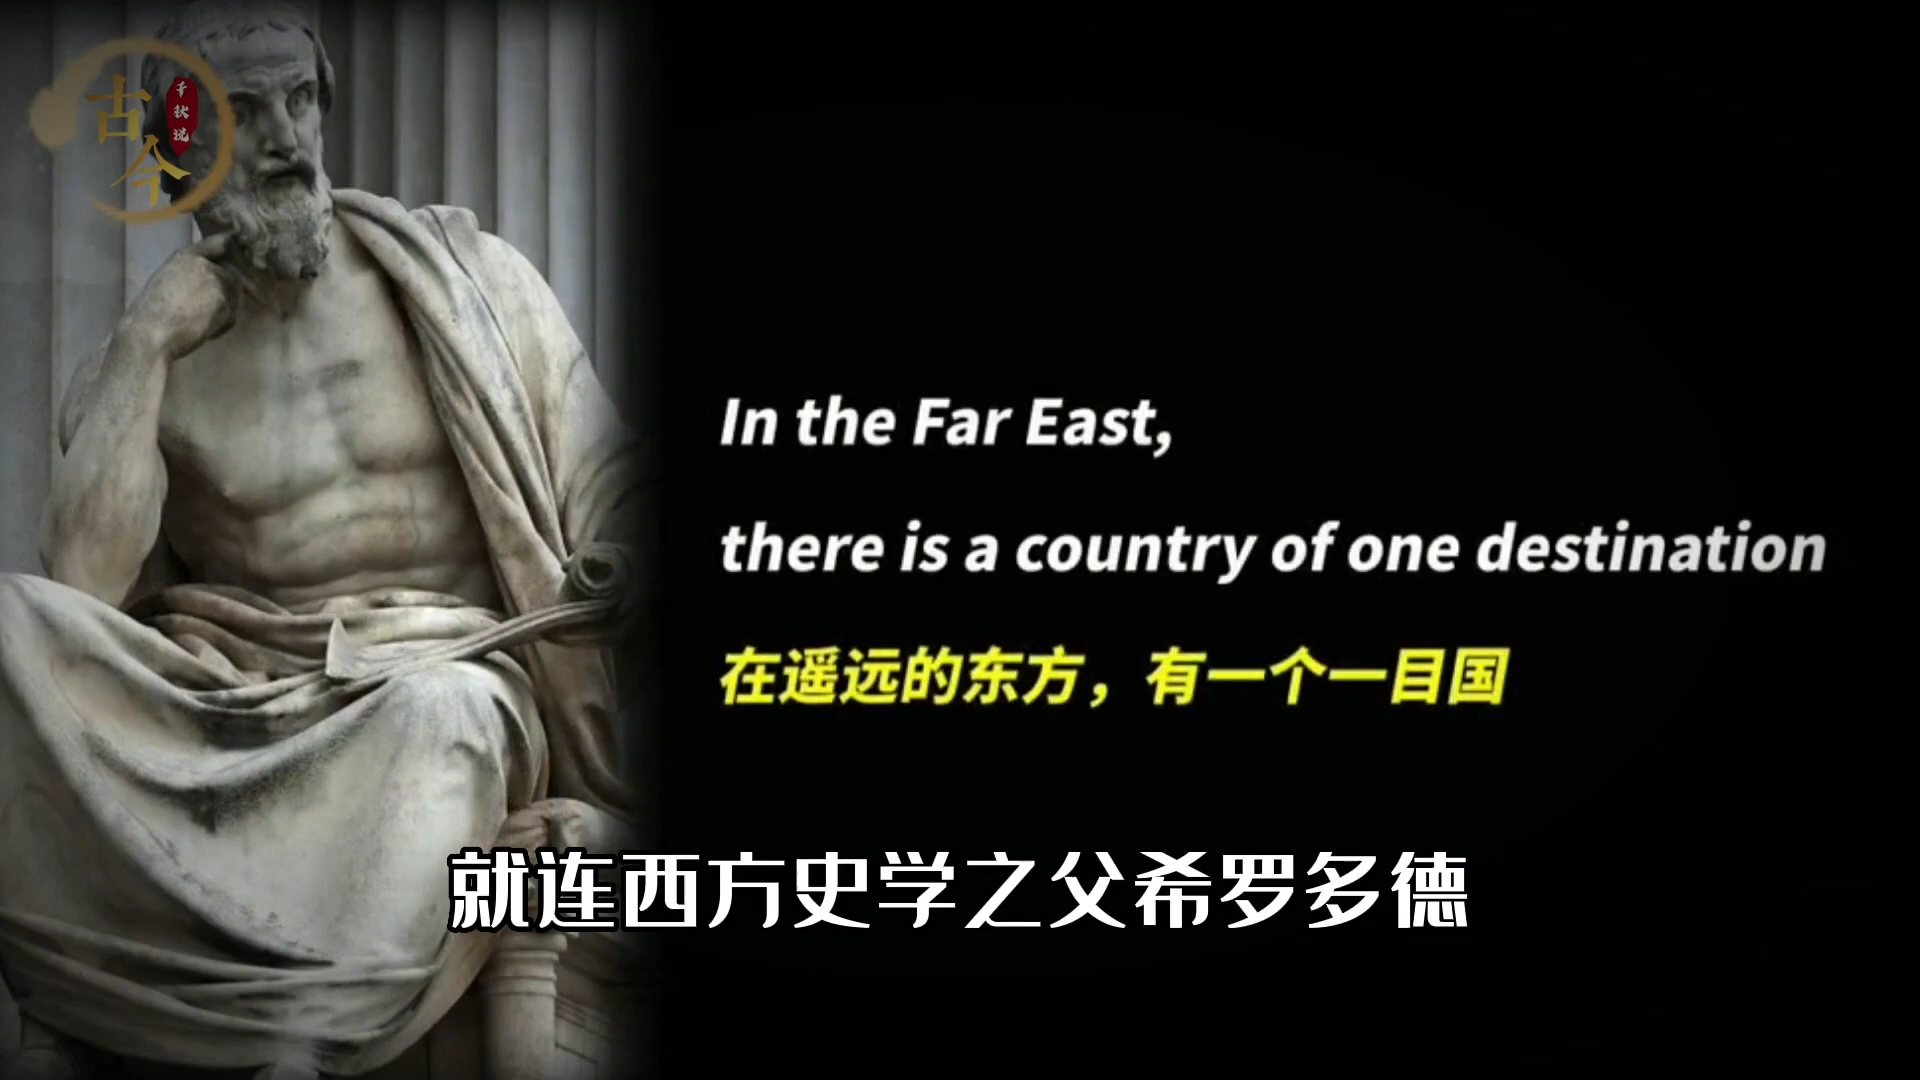 古今
千秋说
In the Far East,
there is a country of one destination
在遥远的东方，有一个一目国
就连西方史学之父希罗多德